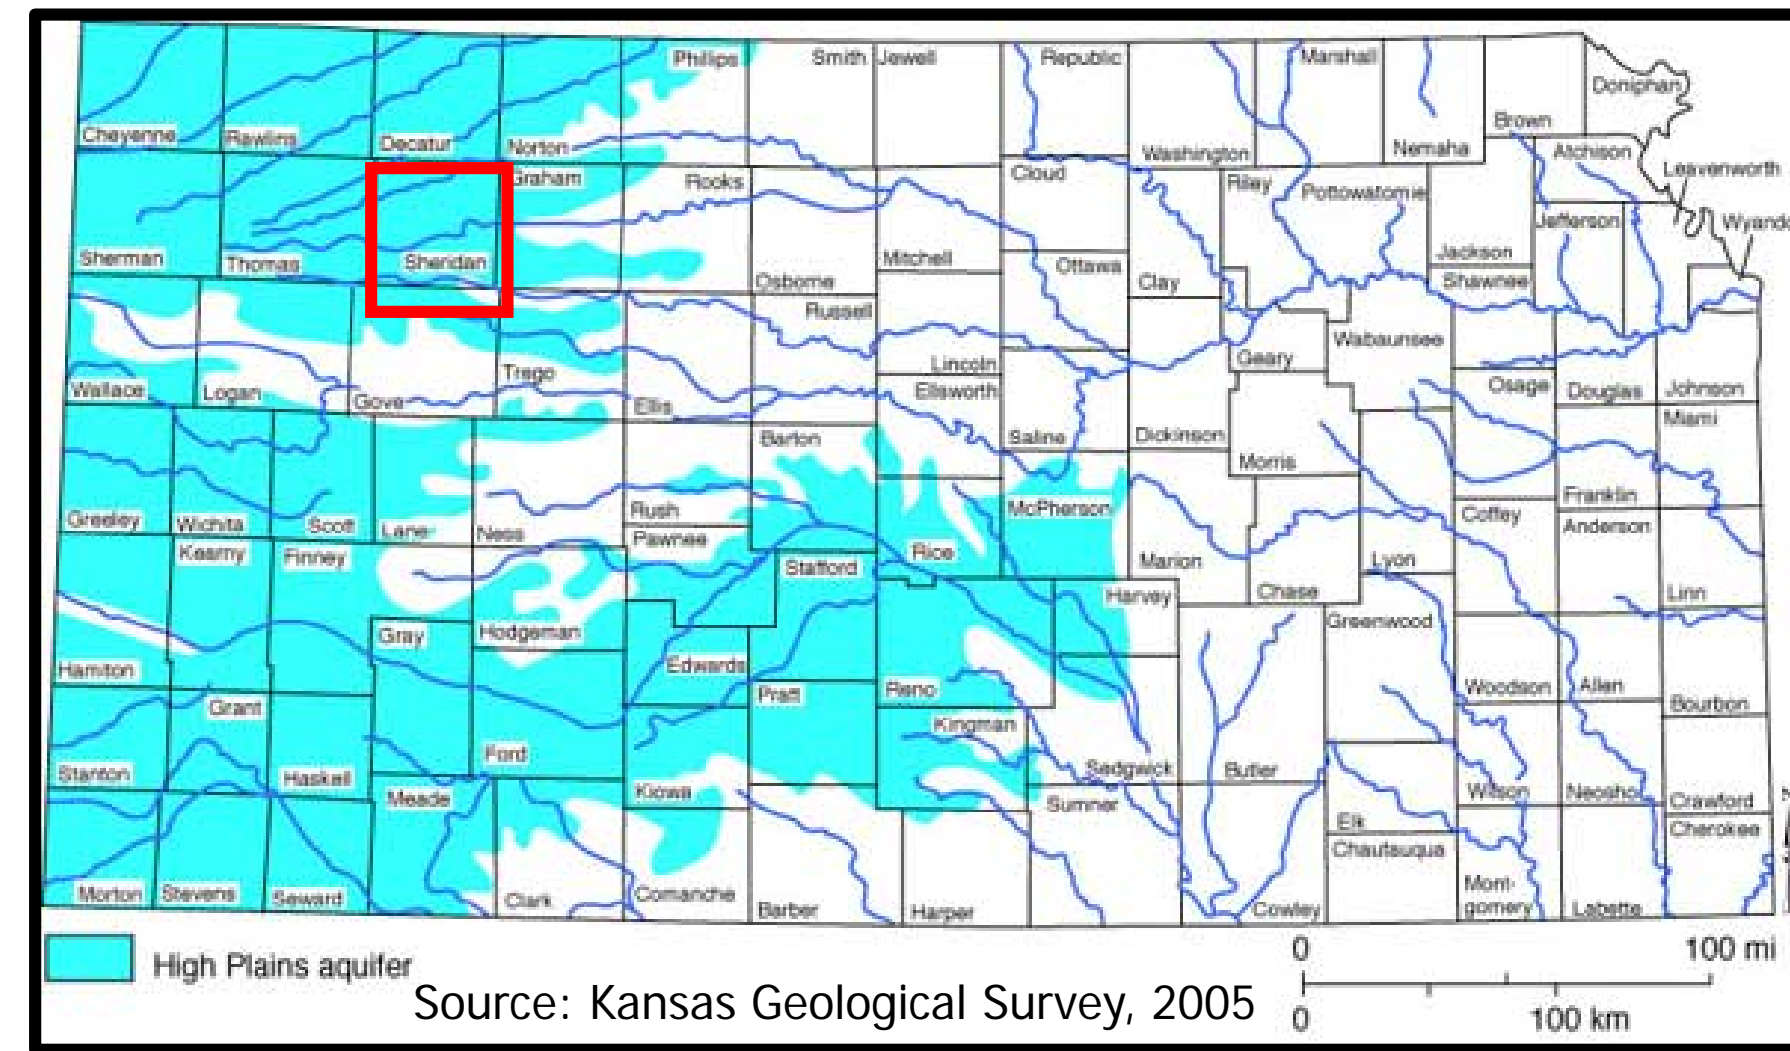 Phillips Smith Jewell Republic Marshall
Doniphan
Cheyenne Rawlins Decatur Norton Washington Nemaha Brown
Atchison
Leavenworth
Graham Rooks Cloud Riley Pottowatomie
Jefferson Wyando
Sherman Thomas Sheridan Osborne Mitchell Ottawa Clay Jackson
Shawnee
Russell
Wabaunsee
Lincoln Geary
Wallace Logan Gove Trego Ellis Ellsworth Osage Douglas Johnson
Miami
Barton Saline Dickinson
Morris
Greeley Wichita Scott Lane Ness Rush McPherson Coffey Franklin
Anderson
Kearny Finney Pawnee Stafford Rice Marion Lyon
Chase Linn
Harvey
Gray Hodgeman Greenwood
Hamilton Edwards
Grant Pratt Reno Woodson Allen Bourbon
Kingman
Stanton Haskell Ford Sedgwick Butler
Meade Kiowa Sumner Wilson Neosho Crawford
Elk Cherokee
Chautauqua
Morton Stevens Seward Clark Comanche Barber Harper Cowley Mont-
gomery Labette
High Plains aquifer
0 100 mi
Source: Kansas Geological Survey, 2005
0 100 km